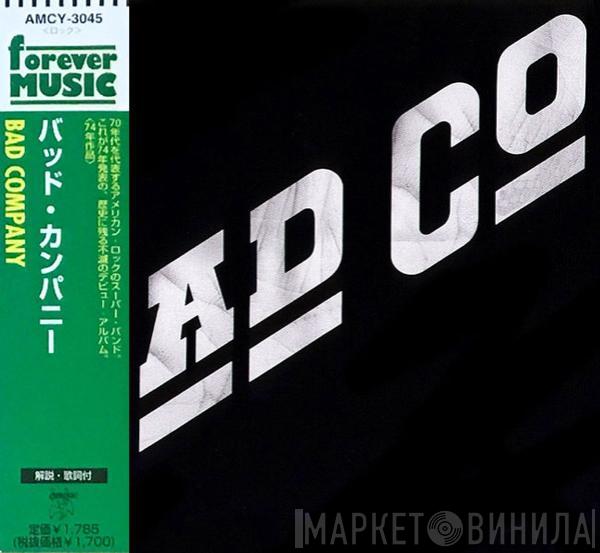 AMCY-3045
<ロック>
forever
MUSIC
バッド・カンパニー
BAD COMPANY
70年代を代表するアメリカン・ロックのスーパー・バンド。
これが74年発表の、歴史に残る不滅のデビュー・アルバム。
〈74年作品〉
解説・歌詞付
定価¥1,785
(税抜価格¥1,700)
AD CO
МАРКЕТ ВИНИЛА